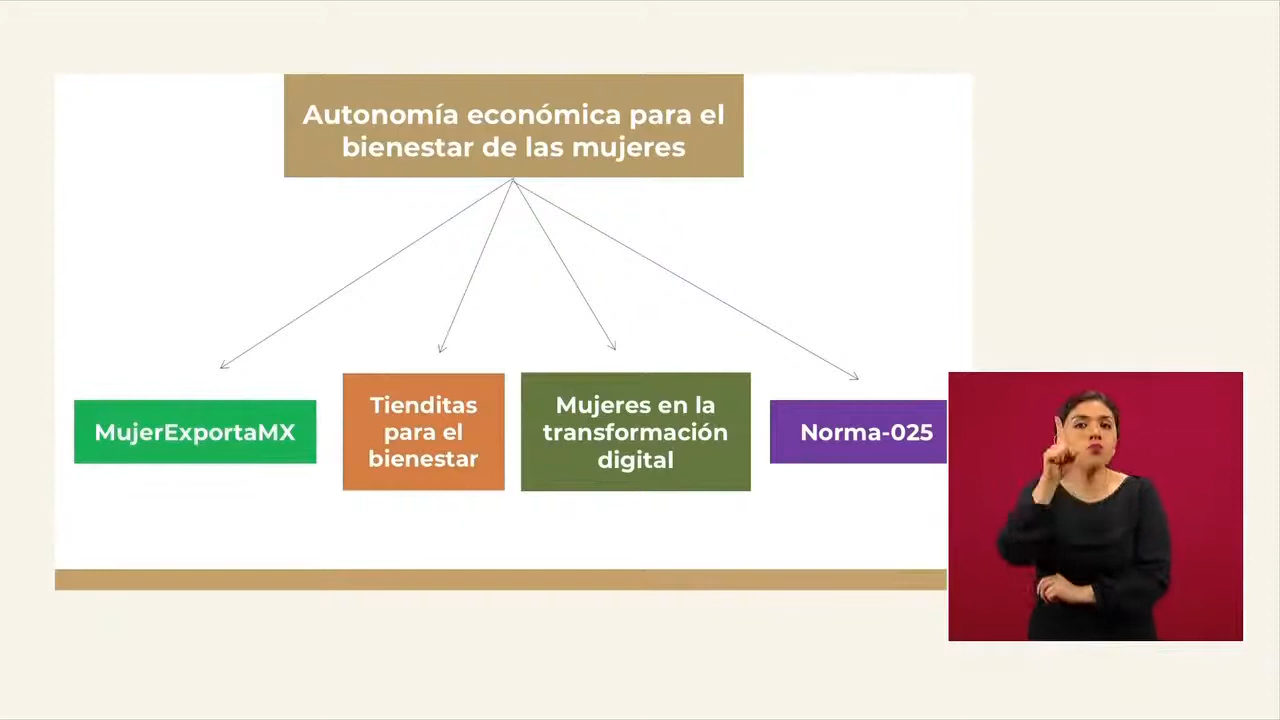 Autonomía económica para el
bienestar de las mujeres
MujerExportaMX
Tienditas
para el
bienestar
Mujeres en la
transformación
digital
Norma-025